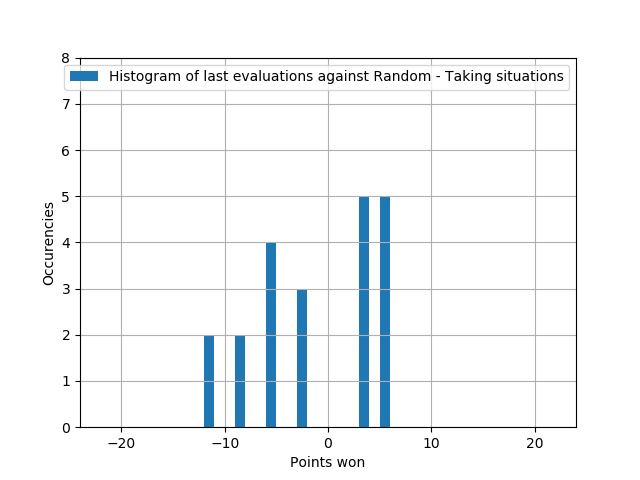 Histogram of last evaluations against Random - Taking situations
8
7
6
5
4
3
2
1
0
Occurencies
−20 −10 0 10 20
Points won